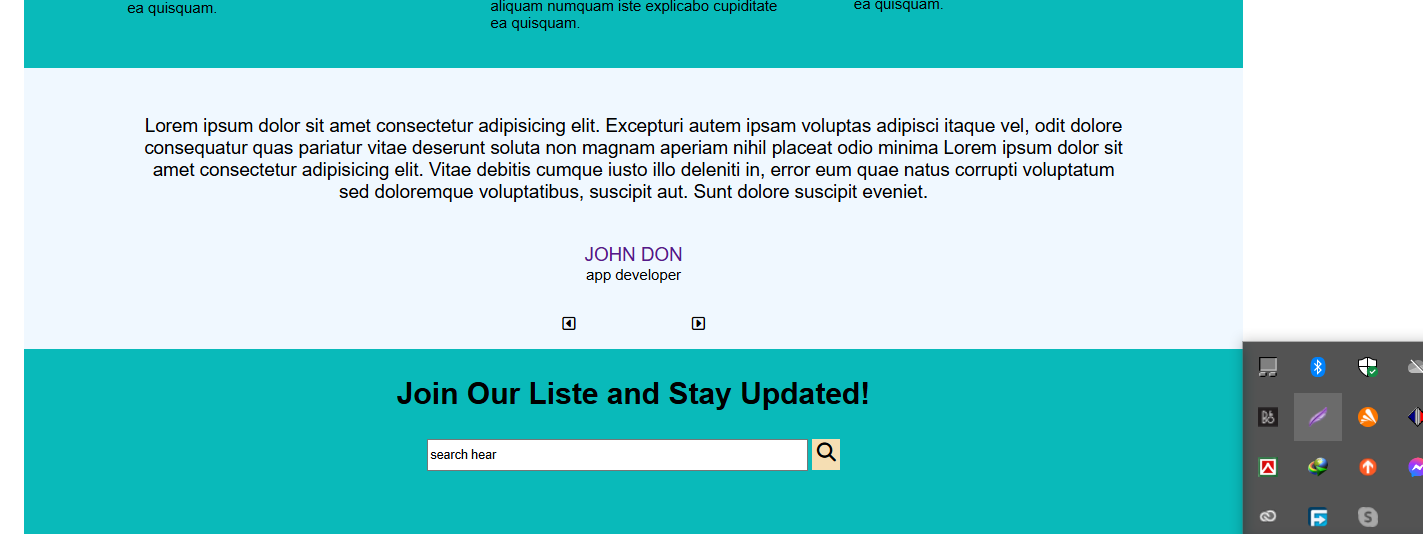 ea quisquam.
aliquam numquam iste explicabo cupiditate
ea quisquam.
ea quisquam.
Lorem ipsum dolor sit amet consectetur adipisicing elit. Excepturi autem ipsam voluptas adipisci itaque vel, odit dolore
consequatur quas pariatur vitae deserunt soluta non magnam aperiam nihil placeat odio minima Lorem ipsum dolor sit
amet consectetur adipisicing elit. Vitae debitis cumque iusto illo deleniti in, error eum quae natus corrupti voluptatum
sed doloremque voluptatibus, suscipit aut. Sunt dolore suscipit eveniet.
JOHN DON
app developer
Join Our Liste and Stay Updated!
search hear